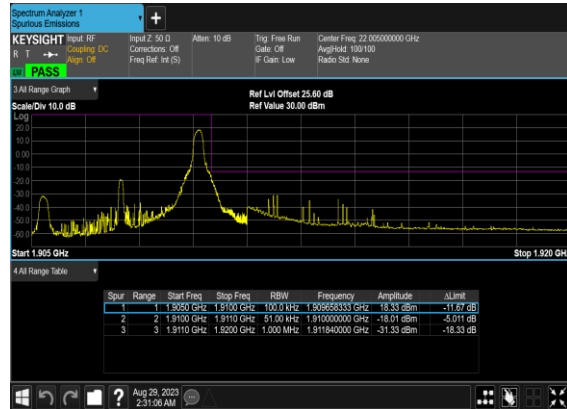 Spectrum Analyzer 1
Spurious Emissions
+
KEYSIGHT Input: RF Input Z: 50 Ω Atten: 10 dB Trig: Free Run Center Freq: 22.005000000 GHz
R T Coupling: DC Corrections: Off Gate: Off Avg|Hold: 100/100
Align: Off Freq Ref: Int (S) IF Gain: Low Radio Std: None
PASS
3 All Range Graph Ref Lvl Offset 25.60 dB
Scale/Div 10.0 dB Ref Value 30.00 dBm
Log
20.0
10.0
0.00
-10.0
-20.0
-30.0
-40.0
-50.0
-60.0
Start 1.905 GHz Stop 1.920 GH
4 All Range Table
Spur Range Start Freq Stop Freq RBW Frequency Amplitude ΔLimit
1 1 1.9050 GHz 1.9100 GHz 100.0 kHz 1.909658333 GHz 18.33 dBm -11.67 dB
2 2 1.9100 GHz 1.9110 GHz 51.00 kHz 1.910000000 GHz -18.01 dBm -5.011 dB
3 3 1.9110 GHz 1.9200 GHz 1.000 MHz 1.911840000 GHz -31.33 dBm -18.33 dB
? Aug 29, 2023
2:31:06 AM